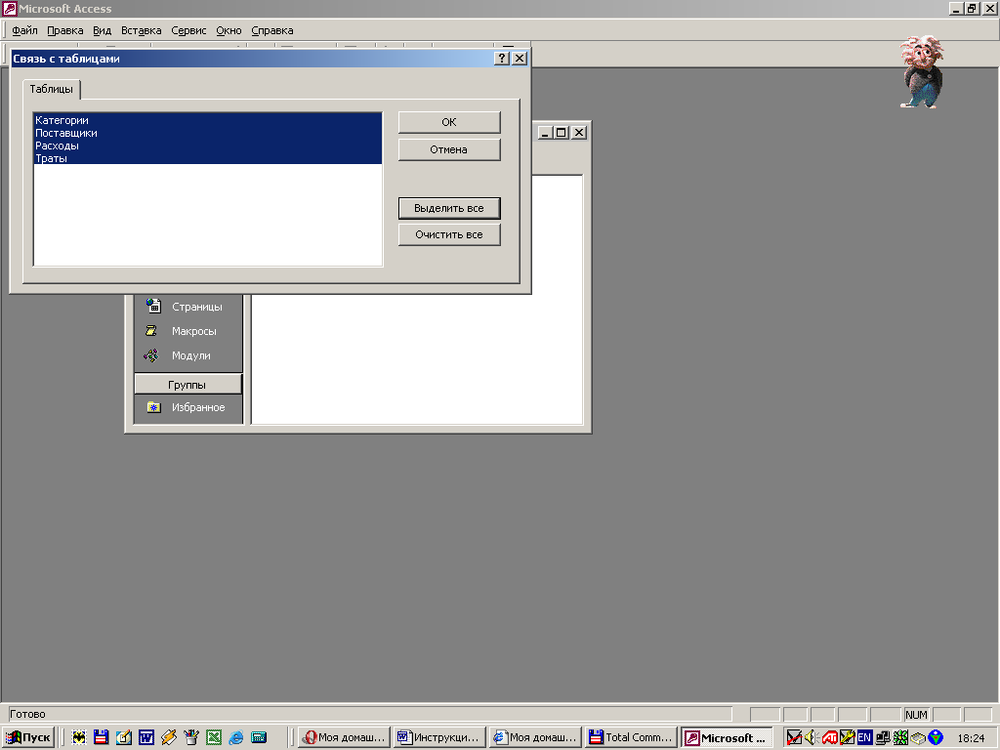 Microsoft Access
Файл Правка Вид Вставка Сервис Окно Справка
Связь с таблицами
Таблицы
Категории
Поставщики
Расходы
Траты
ОК
Отмена
Выделить все
Очистить все
Страницы
Макросы
Модули
Группы
Избранное
Готово
NUM
Пуск
Моя домаш...
Инструкци...
Моя домаш...
Total Comm...
Microsoft ...
EN
18:24